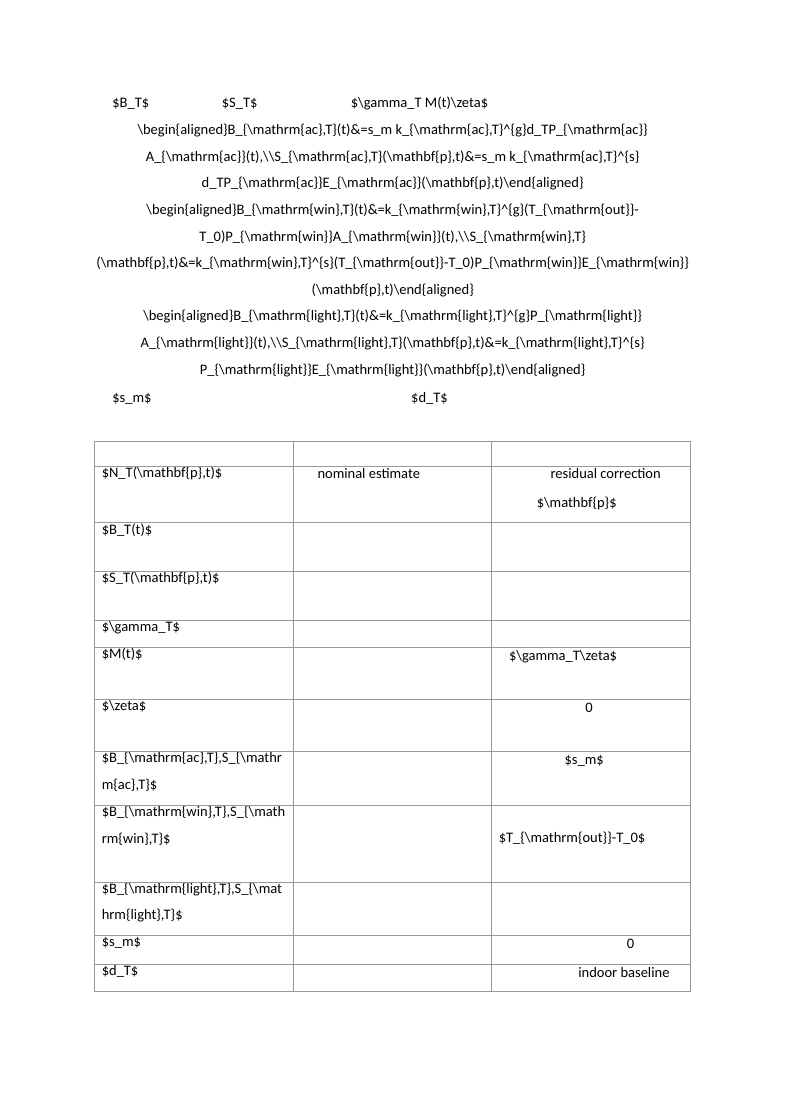 $B_T$ $S_T$ $\gamma_T M(t)\zeta$
\begin{aligned}B_{\mathrm{ac},T}(t)&=s_m k_{\mathrm{ac},T}^{g}d_TP_{\mathrm{ac}}
A_{\mathrm{ac}}(t),\\S_{\mathrm{ac},T}(\mathbf{p},t)&=s_m k_{\mathrm{ac},T}^{s}
d_TP_{\mathrm{ac}}E_{\mathrm{ac}}(\mathbf{p},t)\end{aligned}
\begin{aligned}B_{\mathrm{win},T}(t)&=k_{\mathrm{win},T}^{g}(T_{\mathrm{out}}-
T_0)P_{\mathrm{win}}A_{\mathrm{win}}(t),\\S_{\mathrm{win},T}
(\mathbf{p},t)&=k_{\mathrm{win},T}^{s}(T_{\mathrm{out}}-T_0)P_{\mathrm{win}}E_{\mathrm{win}}
(\mathbf{p},t)\end{aligned}
\begin{aligned}B_{\mathrm{light},T}(t)&=k_{\mathrm{light},T}^{g}P_{\mathrm{light}}
A_{\mathrm{light}}(t),\\S_{\mathrm{light},T}(\mathbf{p},t)&=k_{\mathrm{light},T}^{s}
P_{\mathrm{light}}E_{\mathrm{light}}(\mathbf{p},t)\end{aligned}
$s_m$ $d_T$
$N_T(\mathbf{p},t)$ nominal estimate residual correction
$\mathbf{p}$
$B_T(t)$
$S_T(\mathbf{p},t)$
$\gamma_T$
$M(t)$ $\gamma_T\zeta$
$\zeta$ 0
$B_{\mathrm{ac},T},S_{\mathr $s_m$
m{ac},T}$
$B_{\mathrm{win},T},S_{\math
rm{win},T}$ $T_{\mathrm{out}}-T_0$
$B_{\mathrm{light},T},S_{\mat
hrm{light},T}$
$s_m$ 0
$d_T$ indoor baseline